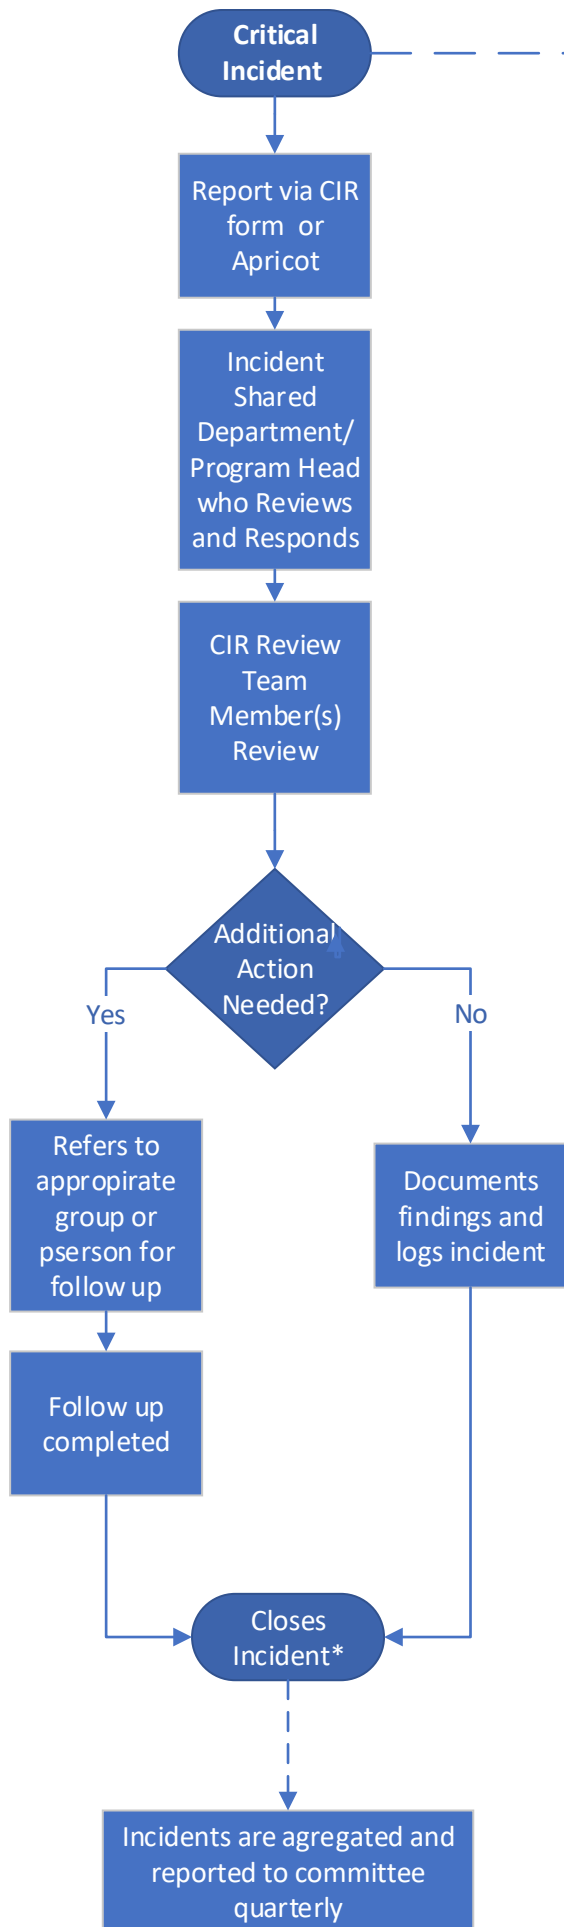 Critical
Incident
Report via CIR
form or
Apricot
Incident
Shared
Department/
Program Head
who Reviews
and Responds
CIR Review
Team
Member(s)
Review
Additional
Action
Needed?
Yes
No
Refers to
appropirate
group or
pserson for
follow up
Documents
findings and
logs incident
Follow up
completed
Closes
Incident*
Incidents are agregated and
reported to committee
quarterly